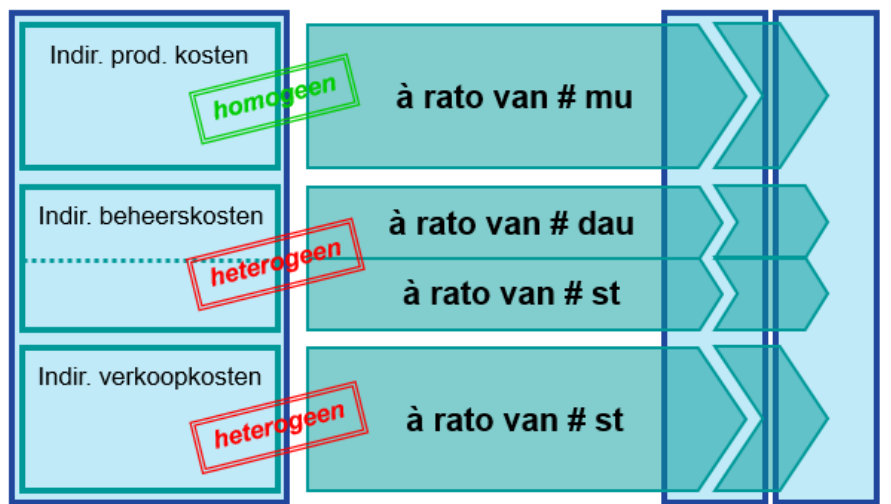 Indir. prod. kosten
homogeen
à rato van # mu
Indir. beheerskosten
heterogeen
à rato van # dau
à rato van # st
Indir. verkoopkosten
heterogeen
à rato van # st